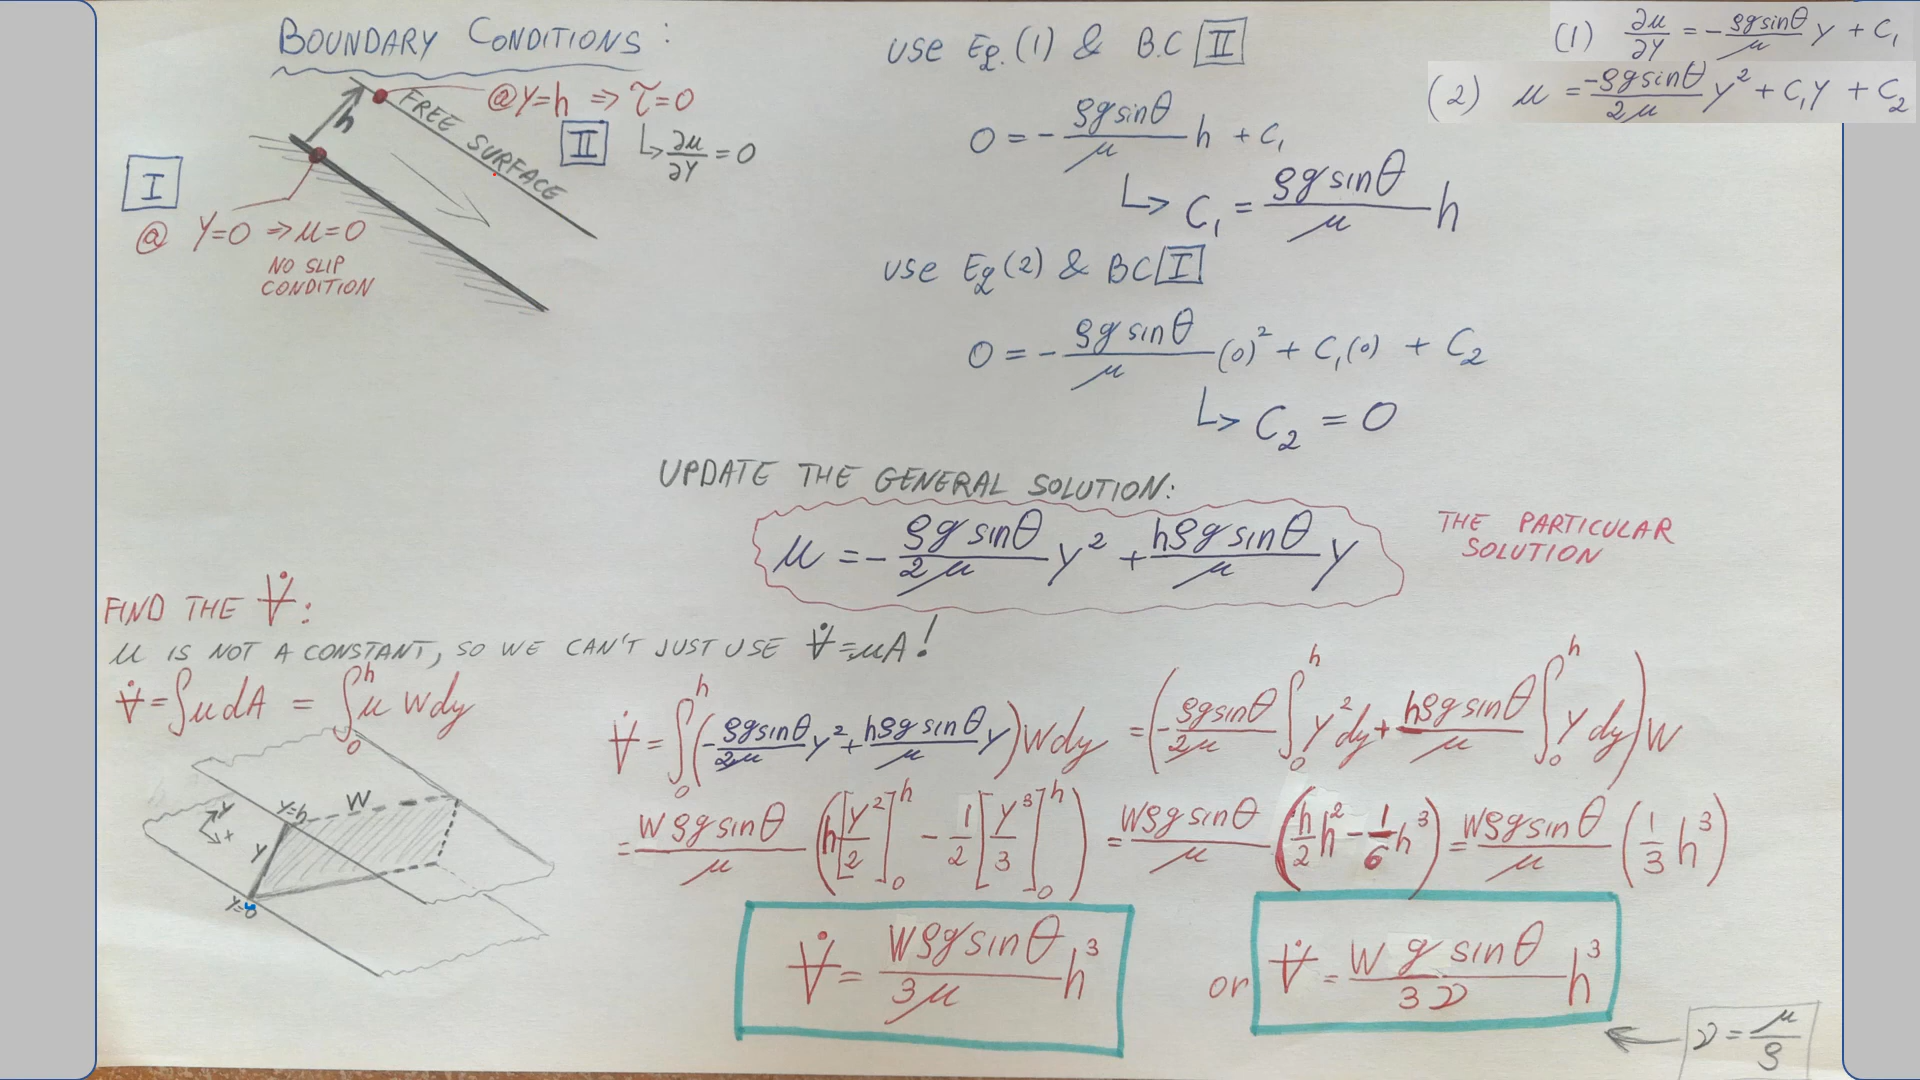 BOUNDARY CONDITIONS:
@ y=h ⇒ τ=0
h
FREE SURFACE
II
↳ ∂u/∂y = 0
I
@ y=0 ⇒ u=0
NO SLIP
CONDITION
(1) ∂u/∂y = -ρg sinθ/μ y + C₁
(2) u = -ρg sinθ/2μ y² + C₁y + C₂
USE Eq. (1) & B.C II
0 = - ρg sinθ/μ h + C₁
↳ C₁ = ρg sinθ/μ h
USE Eq (2) & BC I
0 = - ρg sinθ/μ (0)² + C₁(0) + C₂
↳ C₂ = 0
UPDATE THE GENERAL SOLUTION:
u = - ρg sinθ/2μ y² + hρg sinθ/μ y
THE PARTICULAR
SOLUTION
FIND THE V̶̇:
u IS NOT A CONSTANT, SO WE CAN'T JUST USE V̶̇=uA!
V̶̇ = ∫u dA = ∫₀ʰ u W dy
V̶̇ = ∫₀ʰ (- ρg sinθ/2μ y² + hρg sinθ/μ y) W dy = (- ρg sinθ/2μ ∫₀ʰ y² dy + hρg sinθ/μ ∫₀ʰ y dy) W
= Wρg sinθ/μ (h[y²/2]₀ʰ - 1/2 [y³/3]₀ʰ) = Wρg sinθ/μ (h/2 h² - 1/6 h³) = Wρg sinθ/μ (1/3 h³)
y=h
W
y
x
y
y=0
V̶̇ = Wρg sinθ/3μ h³
or V̶̇ = W g sinθ/3ν h³
ν = μ/ρ